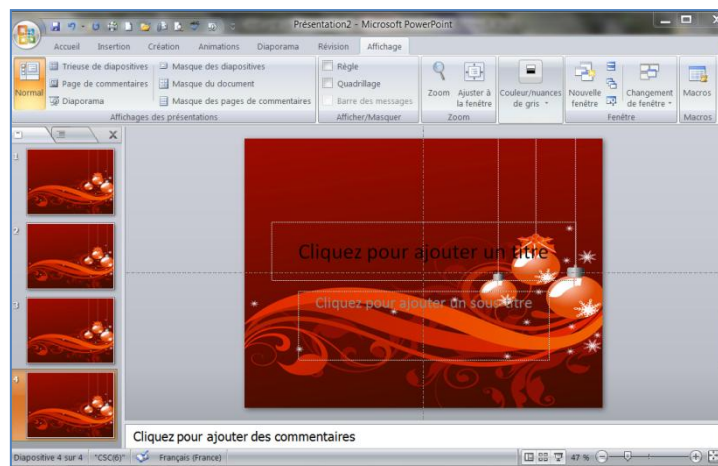 Présentation2 - Microsoft PowerPoint
Accueil Insertion Création Animations Diaporama Révision Affichage
Normal
Trieuse de diapositives
Page de commentaires
Diaporama
Masque des diapositives
Masque du document
Masque des pages de commentaires
Affichages des présentations
Règle
Quadrillage
Barre des messages
Afficher/Masquer
Zoom
Ajuster à
la fenêtre
Zoom
Couleur/nuances
de gris
Nouvelle
fenêtre
Changement
de fenêtre
Fenêtre
Macros
Macros
1
2
3
4
Cliquez pour ajouter un titre
Cliquez pour ajouter un sous-titre
Cliquez pour ajouter des commentaires
Diapositive 4 sur 4 "CSC(6)" Français (France) 47 %